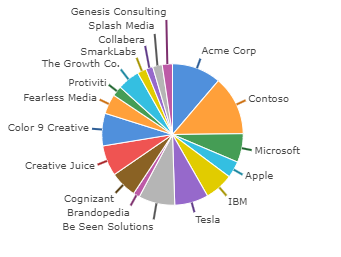 Genesis Consulting
Splash Media
Collabera
SmarkLabs
The Growth Co.
Protiviti
Fearless Media
Color 9 Creative
Creative Juice
Cognizant
Brandopedia
Be Seen Solutions
Acme Corp
Contoso
Microsoft
Apple
IBM
Tesla